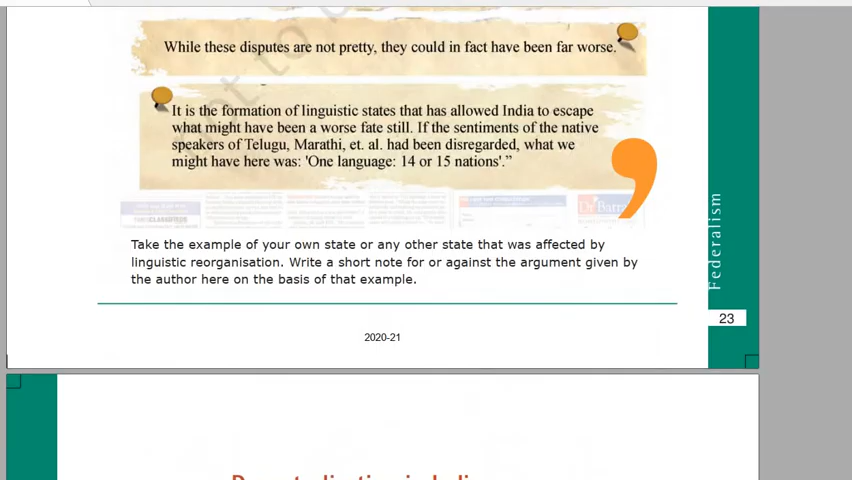 While these disputes are not pretty, they could in fact have been far worse.
It is the formation of linguistic states that has allowed India to escape
what might have been a worse fate still. If the sentiments of the native
speakers of Telugu, Marathi, et. al. had been disregarded, what we
might have here was: 'One language: 14 or 15 nations'.”
Take the example of your own state or any other state that was affected by
linguistic reorganisation. Write a short note for or against the argument given by
the author here on the basis of that example.
Federalism
23
2020-21